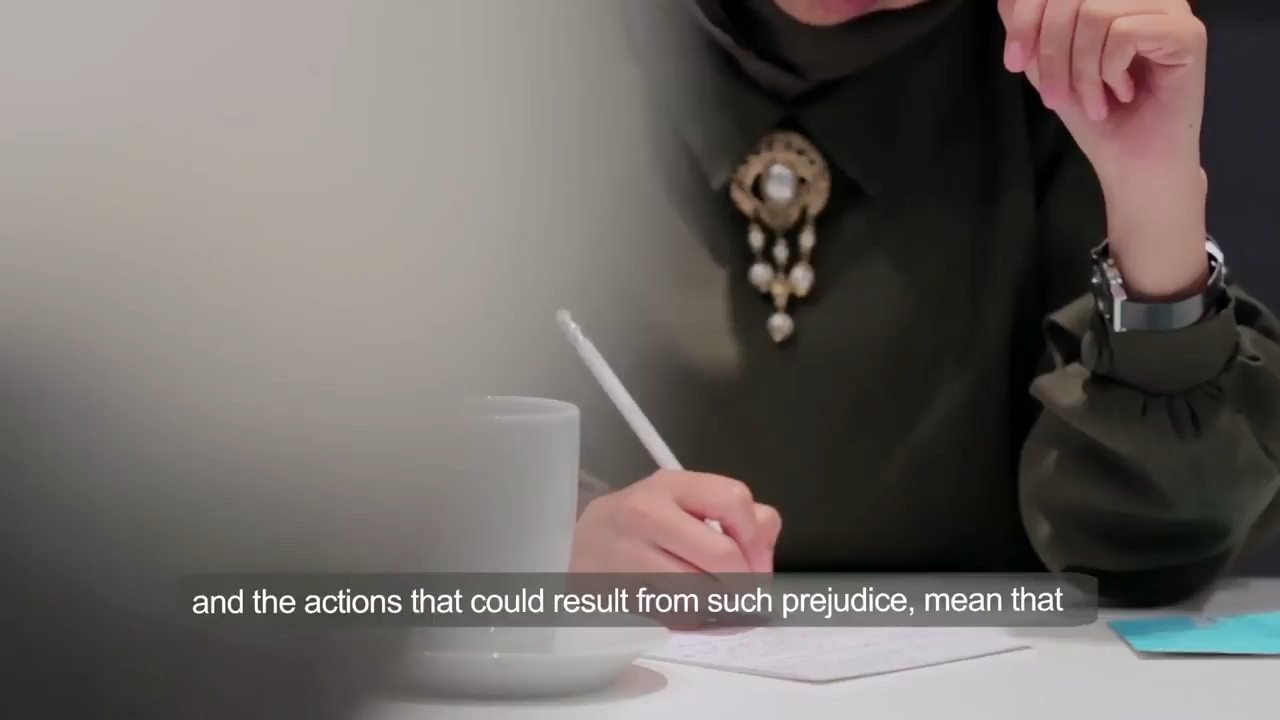 and the actions that could result from such prejudice, mean that